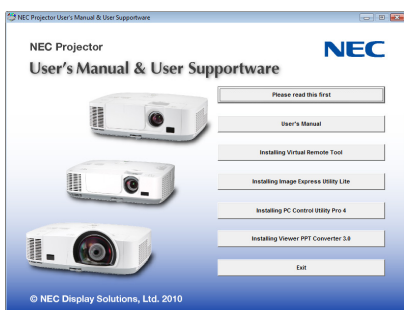 NEC Projector User's Manual & User Supportware
NEC Projector
NEC
User's Manual & User Supportware
Please read this first
User's Manual
Installing Virtual Remote Tool
Installing Image Express Utility Lite
Installing PC Control Utility Pro 4
Installing Viewer PPT Converter 3.0
Exit
© NEC Display Solutions, Ltd. 2010